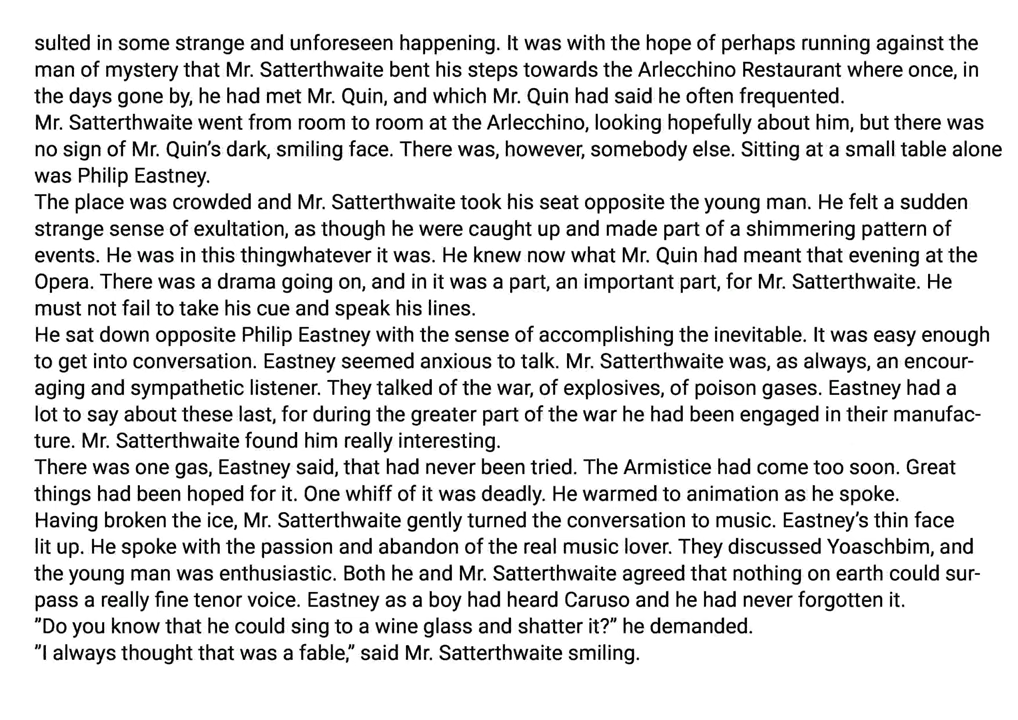 sulted in some strange and unforeseen happening. It was with the hope of perhaps running against the
man of mystery that Mr. Satterthwaite bent his steps towards the Arlecchino Restaurant where once, in
the days gone by, he had met Mr. Quin, and which Mr. Quin had said he often frequented.
Mr. Satterthwaite went from room to room at the Arlecchino, looking hopefully about him, but there was
no sign of Mr. Quin’s dark, smiling face. There was, however, somebody else. Sitting at a small table alone
was Philip Eastney.
The place was crowded and Mr. Satterthwaite took his seat opposite the young man. He felt a sudden
strange sense of exultation, as though he were caught up and made part of a shimmering pattern of
events. He was in this thingwhatever it was. He knew now what Mr. Quin had meant that evening at the
Opera. There was a drama going on, and in it was a part, an important part, for Mr. Satterthwaite. He
must not fail to take his cue and speak his lines.
He sat down opposite Philip Eastney with the sense of accomplishing the inevitable. It was easy enough
to get into conversation. Eastney seemed anxious to talk. Mr. Satterthwaite was, as always, an encour-
aging and sympathetic listener. They talked of the war, of explosives, of poison gases. Eastney had a
lot to say about these last, for during the greater part of the war he had been engaged in their manufac-
ture. Mr. Satterthwaite found him really interesting.
There was one gas, Eastney said, that had never been tried. The Armistice had come too soon. Great
things had been hoped for it. One whiff of it was deadly. He warmed to animation as he spoke.
Having broken the ice, Mr. Satterthwaite gently turned the conversation to music. Eastney’s thin face
lit up. He spoke with the passion and abandon of the real music lover. They discussed Yoaschbim, and
the young man was enthusiastic. Both he and Mr. Satterthwaite agreed that nothing on earth could sur-
pass a really fine tenor voice. Eastney as a boy had heard Caruso and he had never forgotten it.
”Do you know that he could sing to a wine glass and shatter it?” he demanded.
”I always thought that was a fable,” said Mr. Satterthwaite smiling.